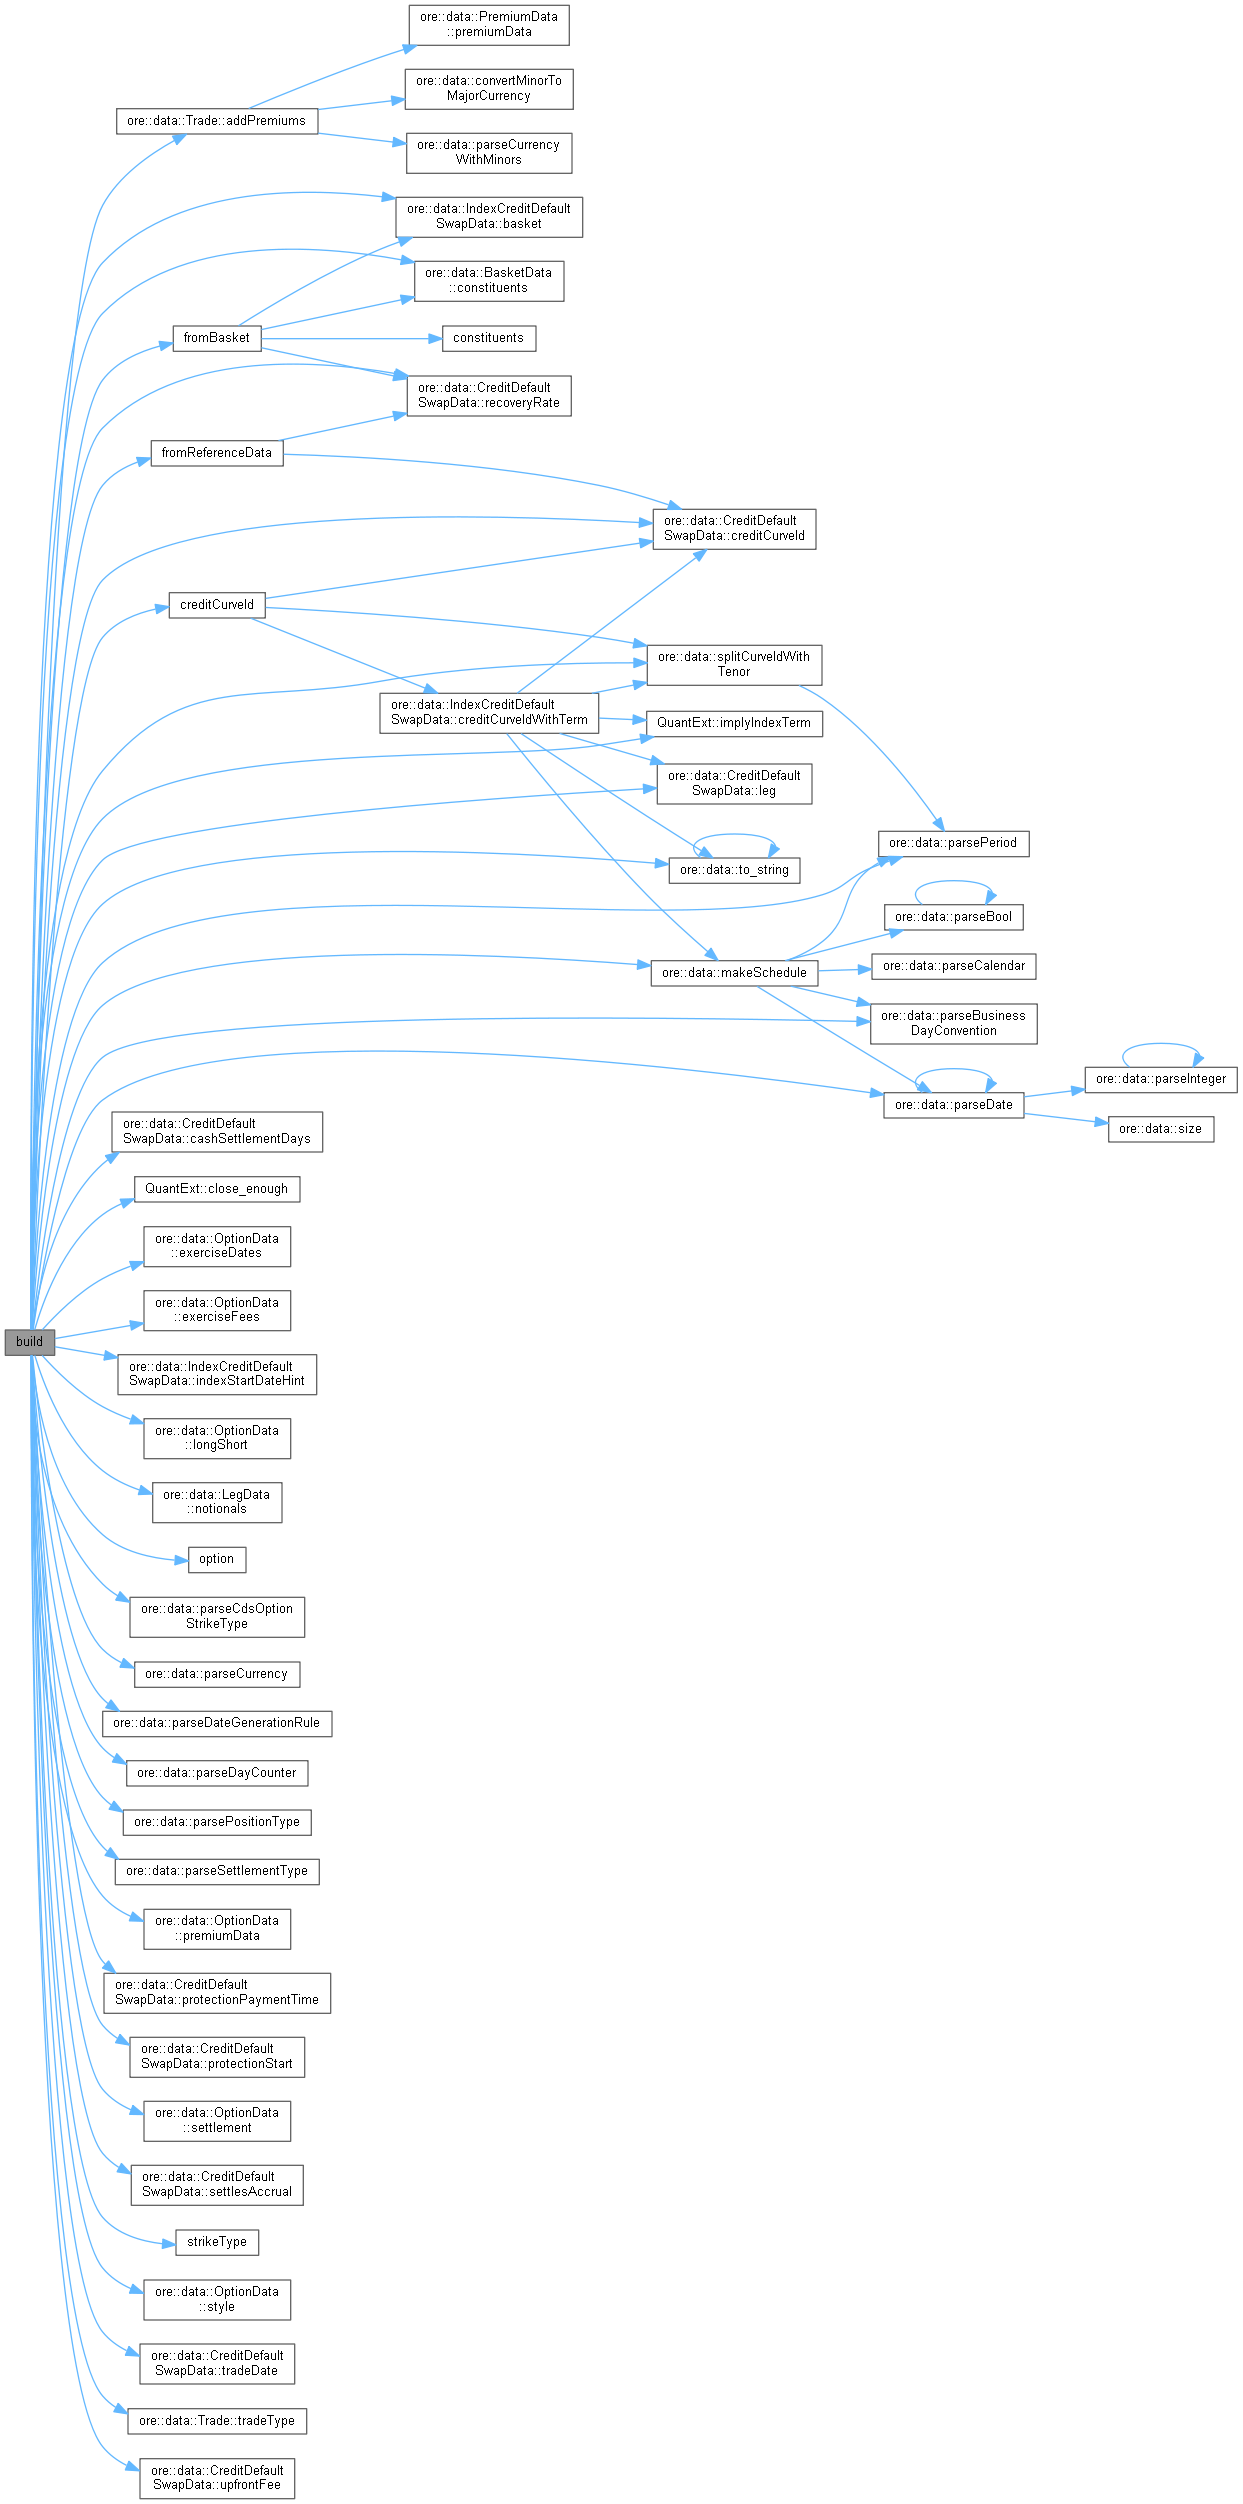 ore::data::PremiumData
::premiumData
ore::data::convertMinorTo
MajorCurrency
ore::data::Trade::addPremiums
ore::data::parseCurrency
WithMinors
ore::data::IndexCreditDefault
SwapData::basket
ore::data::BasketData
::constituents
fromBasket
constituents
ore::data::CreditDefault
SwapData::recoveryRate
fromReferenceData
ore::data::CreditDefault
SwapData::creditCurveId
creditCurveId
ore::data::splitCurveIdWith
Tenor
ore::data::IndexCreditDefault
SwapData::creditCurveIdWithTerm
QuantExt::implyIndexTerm
ore::data::CreditDefault
SwapData::leg
ore::data::parsePeriod
ore::data::to_string
ore::data::parseBool
ore::data::makeSchedule
ore::data::parseCalendar
ore::data::parseBusiness
DayConvention
ore::data::parseInteger
ore::data::parseDate
ore::data::size
ore::data::CreditDefault
SwapData::cashSettlementDays
QuantExt::close_enough
ore::data::OptionData
::exerciseDates
ore::data::OptionData
::exerciseFees
build
ore::data::IndexCreditDefault
SwapData::indexStartDateHint
ore::data::OptionData
::longShort
ore::data::LegData
::notionals
option
ore::data::parseCdsOption
StrikeType
ore::data::parseCurrency
ore::data::parseDateGenerationRule
ore::data::parseDayCounter
ore::data::parsePositionType
ore::data::parseSettlementType
ore::data::OptionData
::premiumData
ore::data::CreditDefault
SwapData::protectionPaymentTime
ore::data::CreditDefault
SwapData::protectionStart
ore::data::OptionData
::settlement
ore::data::CreditDefault
SwapData::settlesAccrual
strikeType
ore::data::OptionData
::style
ore::data::CreditDefault
SwapData::tradeDate
ore::data::Trade::tradeType
ore::data::CreditDefault
SwapData::upfrontFee